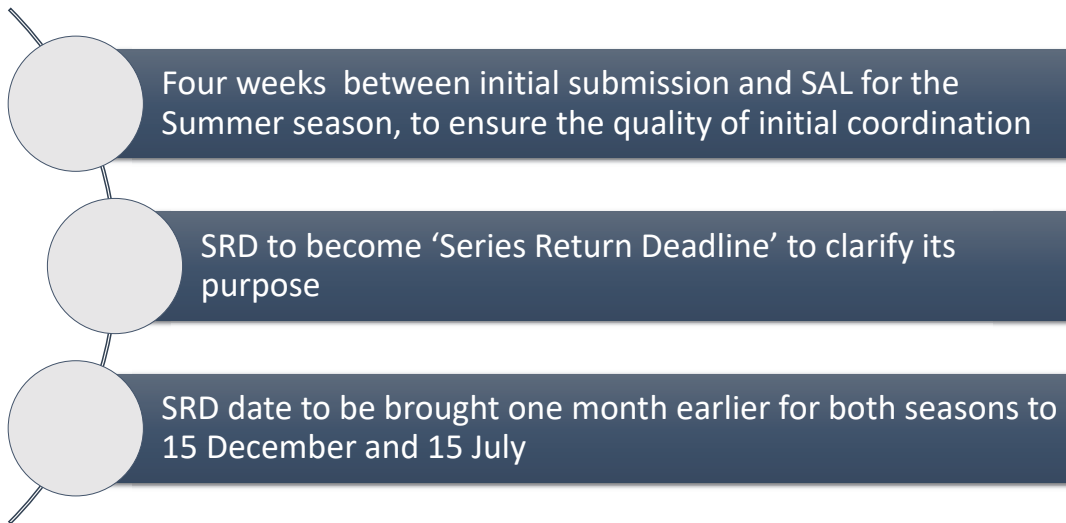 Four weeks  between initial submission and SAL for the
Summer season, to ensure the quality of initial coordination
SRD to become ‘Series Return Deadline’ to clarify its
purpose
SRD date to be brought one month earlier for both seasons to
15 December and 15 July